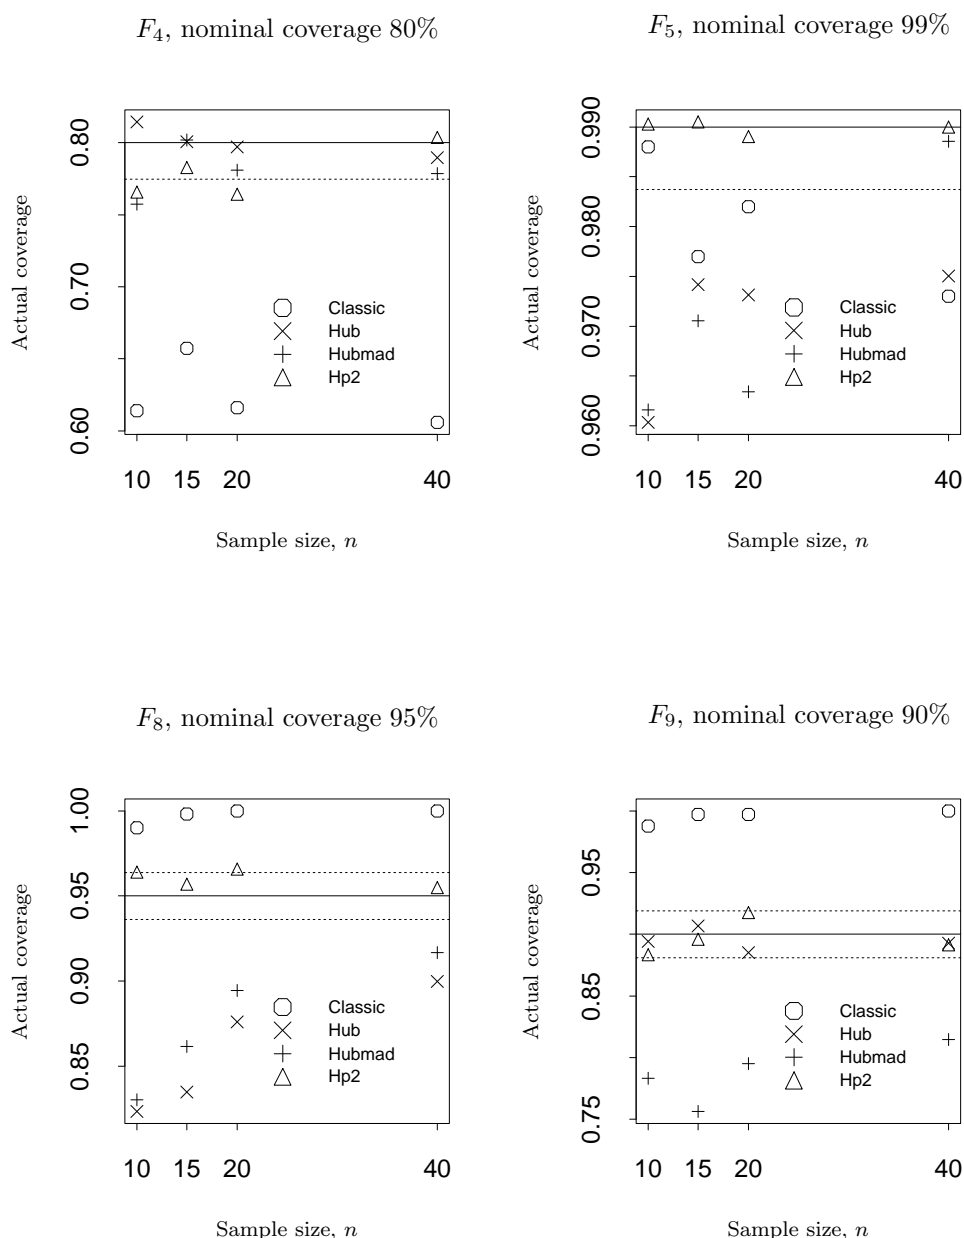 F4, nominal coverage 80%
Actual coverage
0.60
0.70
0.80
Classic
Hub
Hubmad
Hp2
10 15 20 40
Sample size, n
F5, nominal coverage 99%
Actual coverage
0.960
0.970
0.980
0.990
Classic
Hub
Hubmad
Hp2
10 15 20 40
Sample size, n
F8, nominal coverage 95%
Actual coverage
0.85
0.90
0.95
1.00
Classic
Hub
Hubmad
Hp2
10 15 20 40
Sample size, n
F9, nominal coverage 90%
Actual coverage
0.75
0.85
0.95
Classic
Hub
Hubmad
Hp2
10 15 20 40
Sample size, n